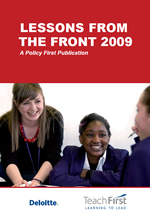 LESSONS FROM
THE FRONT 2009
A Policy First Publication
Deloitte.
TeachFirst
LEARNING TO LEAD